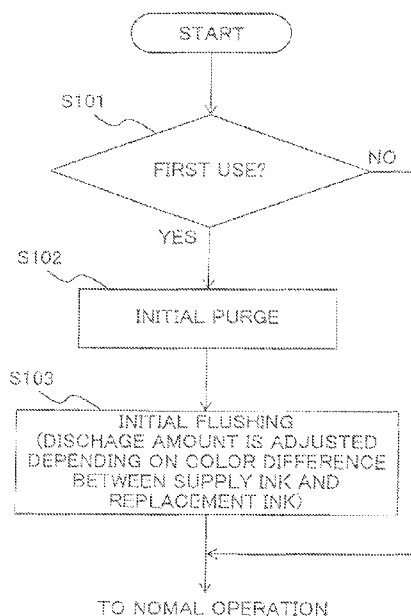 START
S101
FIRST USE?
NO
YES
S102
INITIAL PURGE
S103
INITIAL FLUSHING
(DISCHAGE AMOUNT IS ADJUSTED
DEPENDING ON COLOR DIFFERENCE
BETWEEN SUPPLY INK AND
REPLACEMENT INK)
TO NOMAL OPERATION